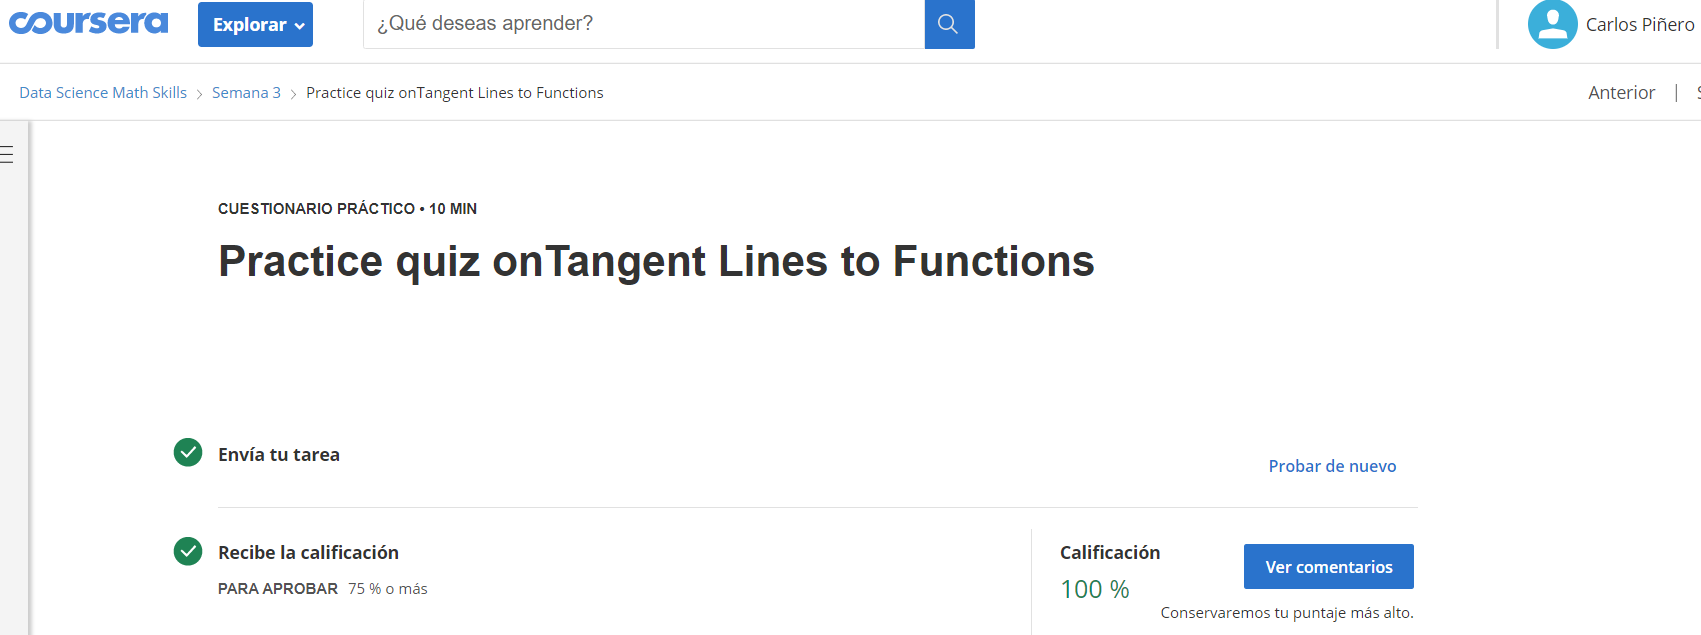 coursera
Explorar
¿Qué deseas aprender?
Carlos Piñero
Data Science Math Skills > Semana 3 > Practice quiz onTangent Lines to Functions
Anterior |
CUESTIONARIO PRÁCTICO • 10 MIN
Practice quiz onTangent Lines to Functions
Envía tu tarea
Probar de nuevo
Recibe la calificación
PARA APROBAR 75 % o más
Calificación
100 %
Ver comentarios
Conservaremos tu puntaje más alto.